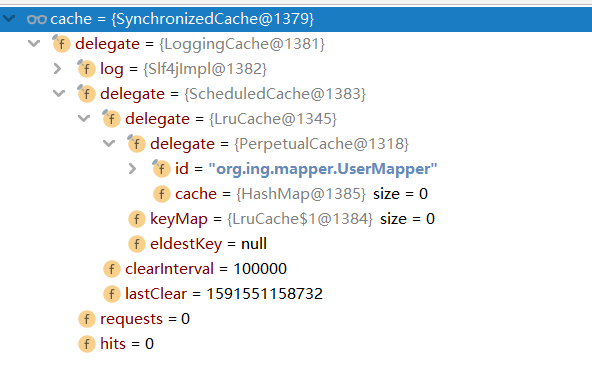 cache = {SynchronizedCache@1379}
f delegate = {LoggingCache@1381}
f log = {Slf4jImpl@1382}
f delegate = {ScheduledCache@1383}
f delegate = {LruCache@1345}
f delegate = {PerpetualCache@1318}
f id = "org.ing.mapper.UserMapper"
f cache = {HashMap@1385} size = 0
f keyMap = {LruCache$1@1384} size = 0
f eldestKey = null
f clearInterval = 100000
f lastClear = 1591551158732
f requests = 0
f hits = 0